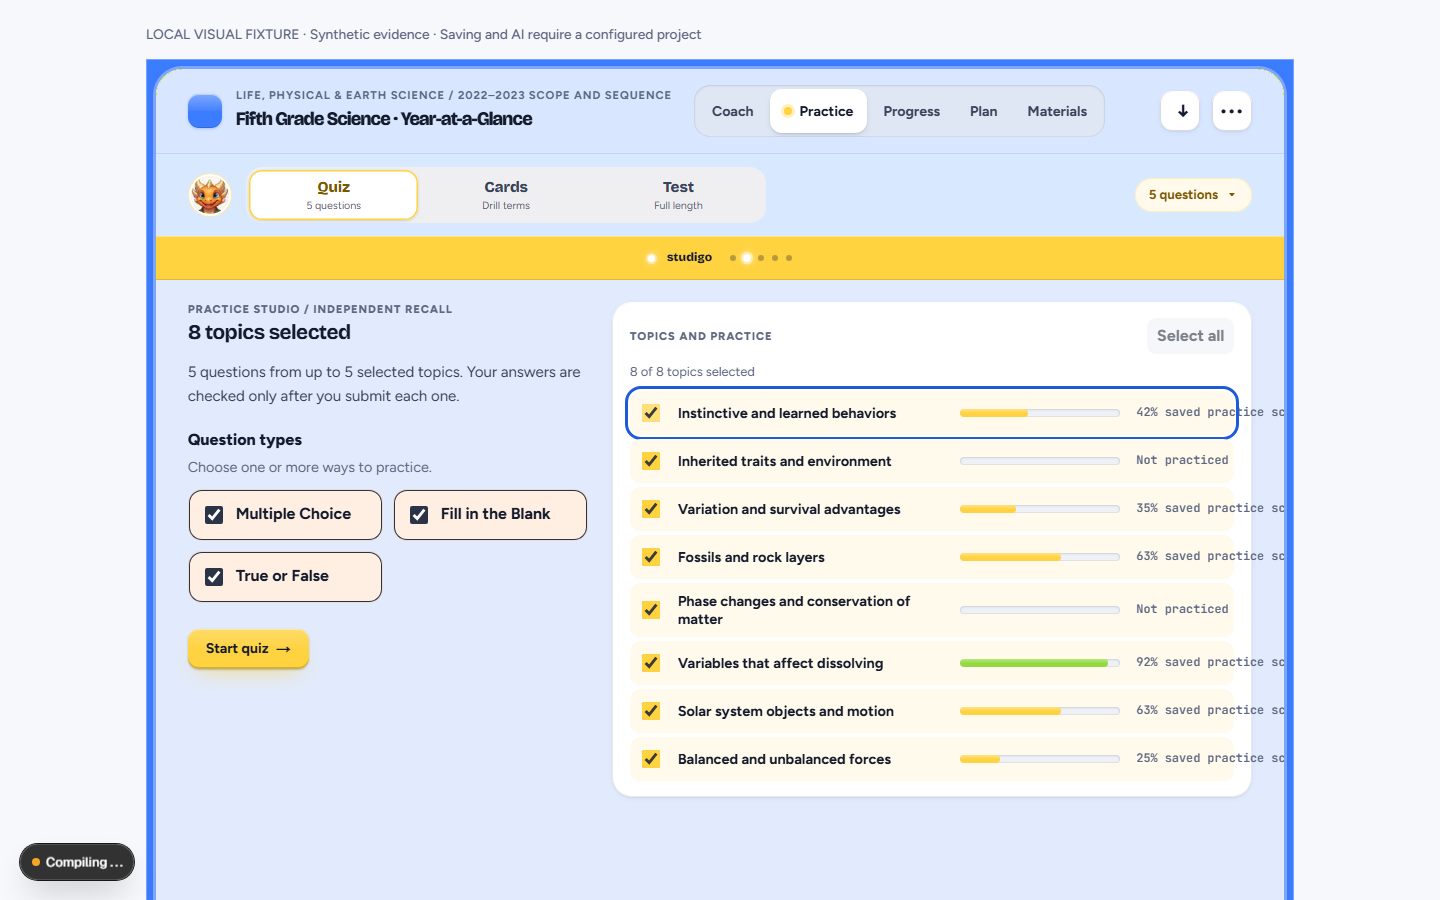 LOCAL VISUAL FIXTURE · Synthetic evidence · Saving and AI require a configured project
LIFE, PHYSICAL & EARTH SCIENCE / 2022–2023 SCOPE AND SEQUENCE
Fifth Grade Science · Year-at-a-Glance
Coach
Practice
Progress
Plan
Materials
Quiz
5 questions
Cards
Drill terms
Test
Full length
5 questions
studigo
PRACTICE STUDIO / INDEPENDENT RECALL
8 topics selected
5 questions from up to 5 selected topics. Your answers are
checked only after you submit each one.
Question types
Choose one or more ways to practice.
Multiple Choice
Fill in the Blank
True or False
Start quiz →
TOPICS AND PRACTICE
Select all
8 of 8 topics selected
Instinctive and learned behaviors
42% saved practice sc
Inherited traits and environment
Not practiced
Variation and survival advantages
35% saved practice sc
Fossils and rock layers
63% saved practice sc
Phase changes and conservation of
matter
Not practiced
Variables that affect dissolving
92% saved practice sc
Solar system objects and motion
63% saved practice sc
Balanced and unbalanced forces
25% saved practice sc
Compiling ...